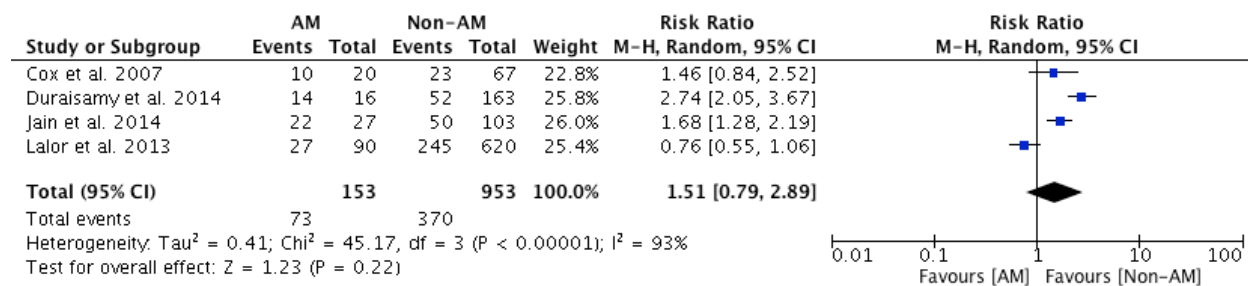 AM Non-AM Risk Ratio Risk Ratio
Study or Subgroup Events Total Events Total Weight M-H, Random, 95% CI M-H, Random, 95% CI
Cox et al. 2007 10 20 23 67 22.8% 1.46 [0.84, 2.52]
Duraisamy et al. 2014 14 16 52 163 25.8% 2.74 [2.05, 3.67]
Jain et al. 2014 22 27 50 103 26.0% 1.68 [1.28, 2.19]
Lalor et al. 2013 27 90 245 620 25.4% 0.76 [0.55, 1.06]
Total (95% CI) 153 953 100.0% 1.51 [0.79, 2.89]
Total events 73 370
Heterogeneity: Tau² = 0.41; Chi² = 45.17, df = 3 (P < 0.00001); I² = 93%
Test for overall effect: Z = 1.23 (P = 0.22)
0.01 0.1 1 10 100
Favours [AM] Favours [Non-AM]